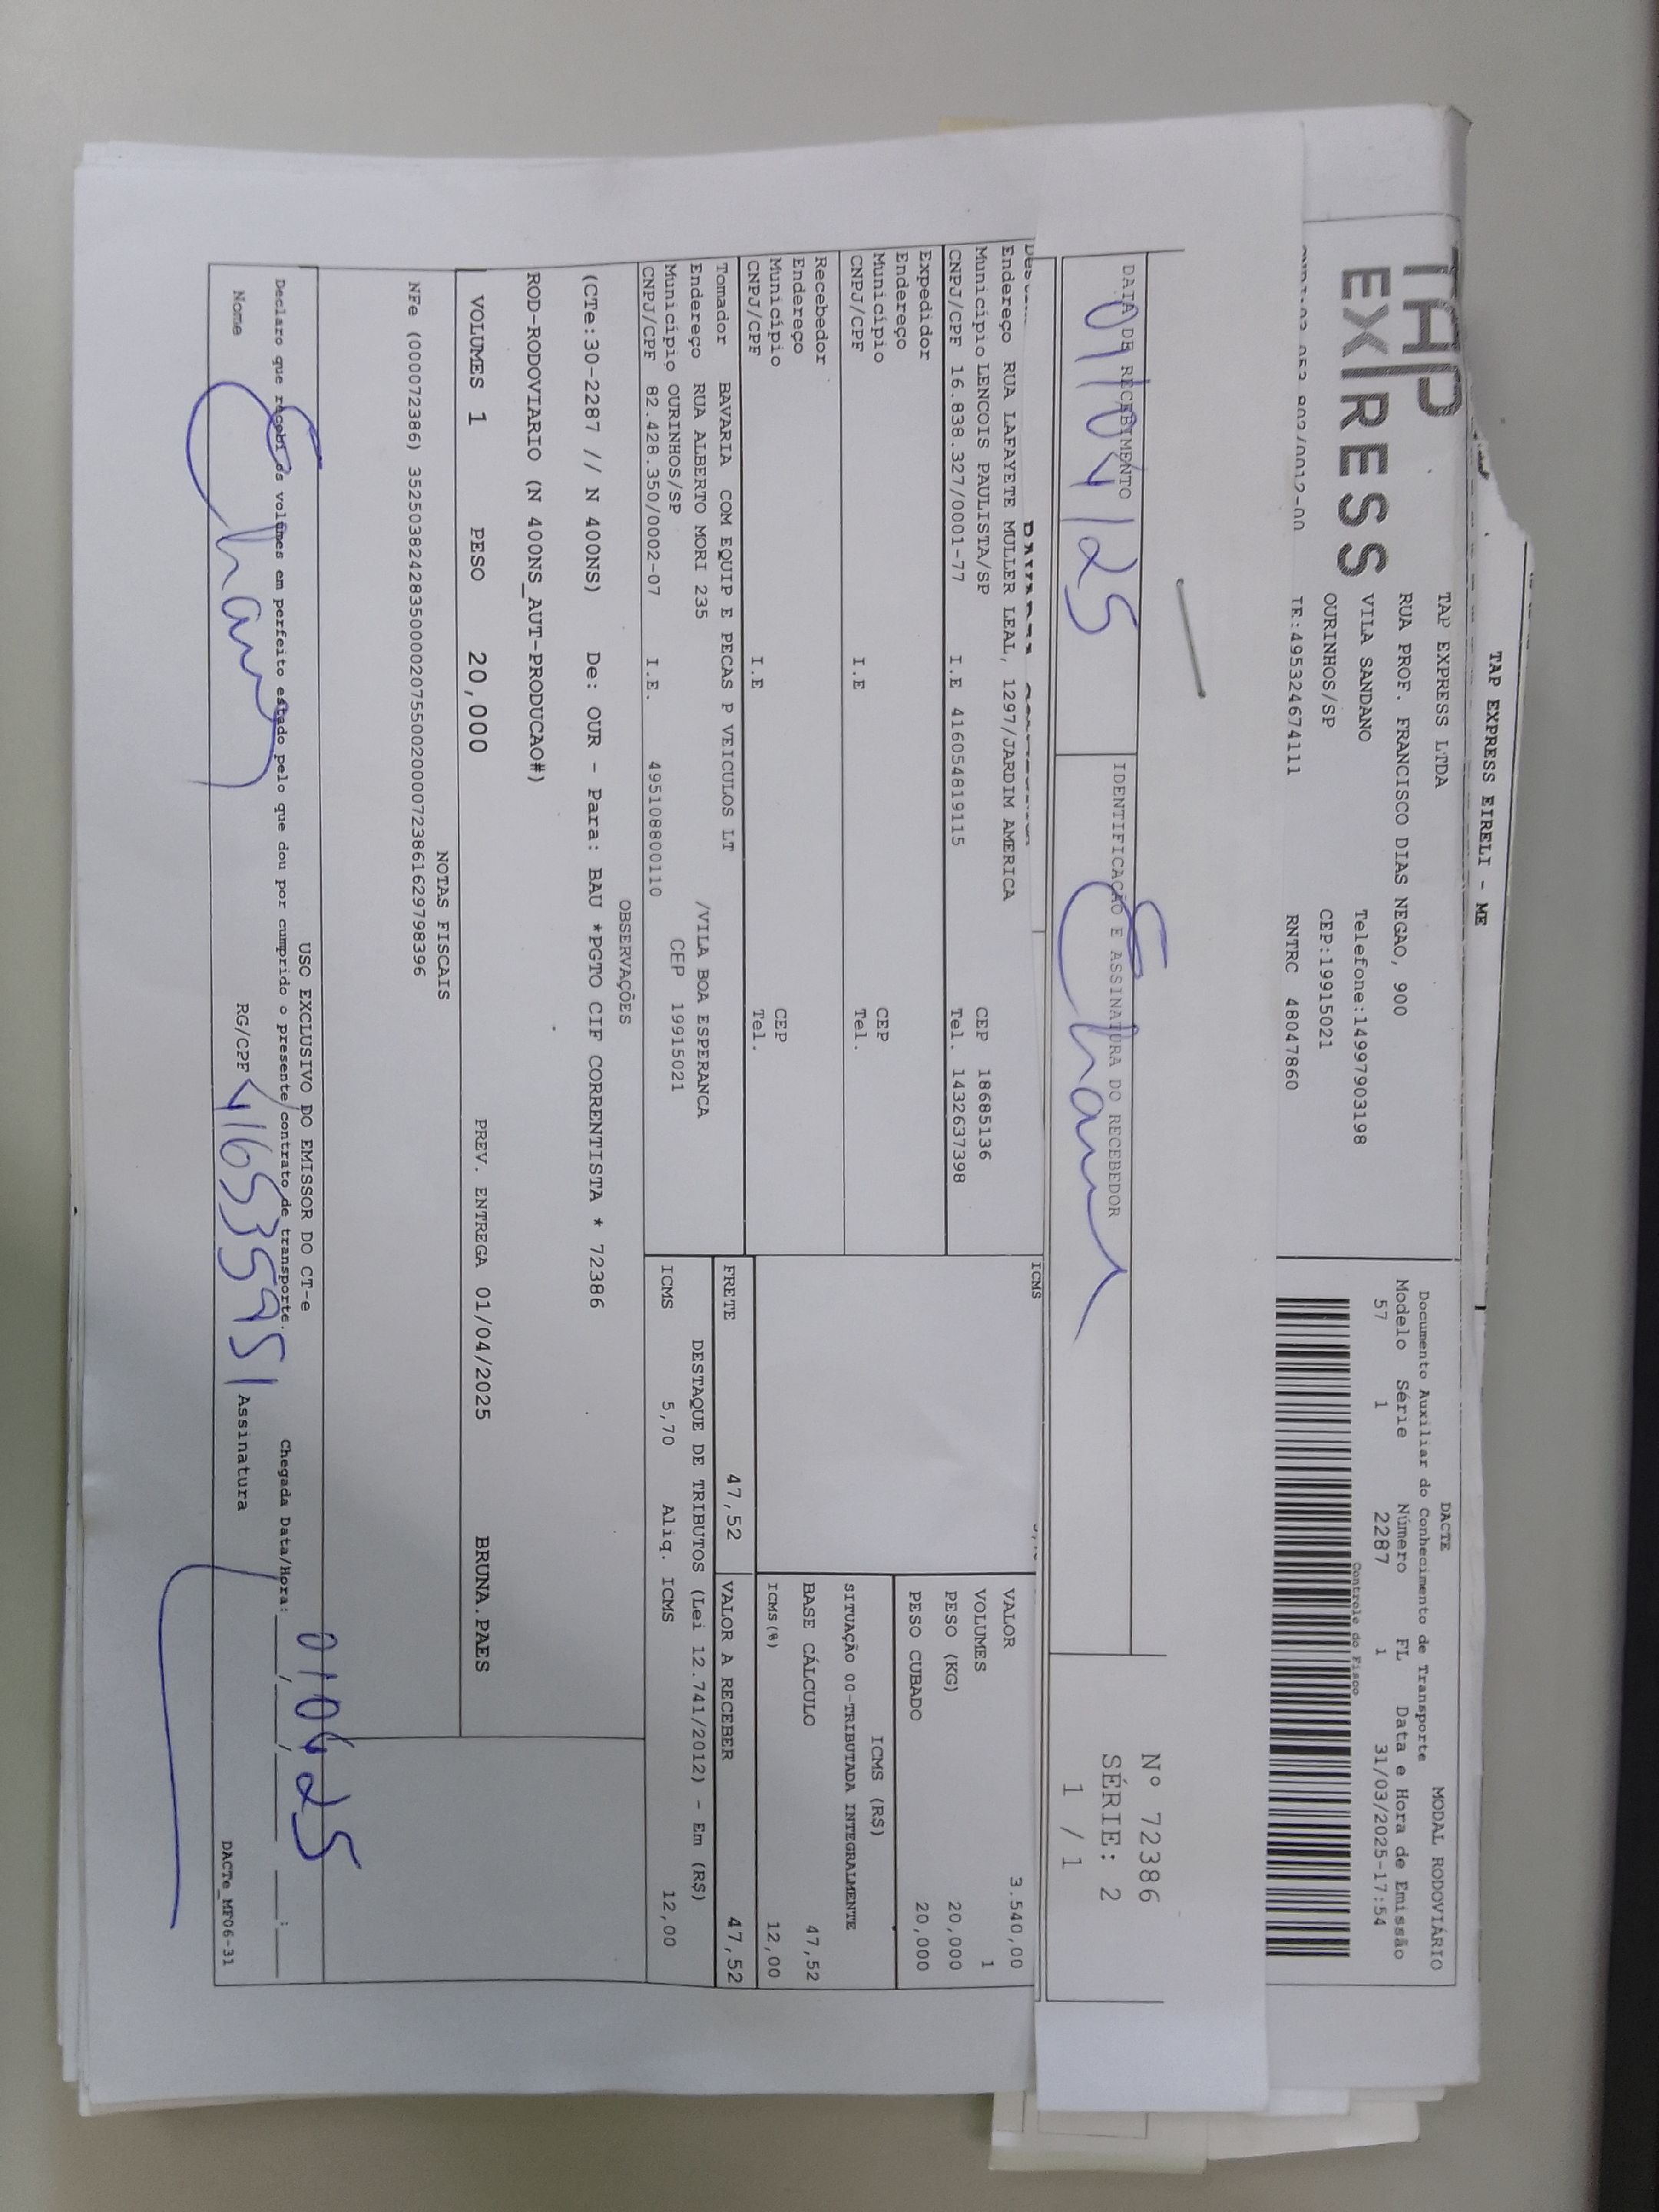 TAP EXPRESS EIRELI - ME
TAP EXPRESS
TAP EXPRESS LTDA
RUA PROF. FRANCISCO DIAS NEGAO, 900
VILA SANDANO Telefone:14997903198
OURINHOS/SP CEP:19915021
IE:495324674111 RNTRC 48047860
DACTE MODAL RODOVIÁRIO
Documento Auxiliar do Conhecimento de Transporte
Modelo Série Número FL Data e Hora de Emissão
57 1 2287 1 31/03/2025-17:54
Controle do Fisco
DATA DE RECEBIMENTO IDENTIFICAÇÃO E ASSINATURA DO RECEBEDOR
01/04/25
Nº 72386
SÉRIE: 2
1 / 1
Endereço RUA LAFAYETE MULLER LEAL, 1297/JARDIM AMERICA
Município LENCOIS PAULISTA/SP CEP 18685136
CNPJ/CPF 16.838.327/0001-77 I.E 416054819115 Tel. 1432637398
Expedidor
Endereço
Município CEP
CNPJ/CPF I.E Tel.
Recebedor
Endereço
Município CEP
CNPJ/CPF I.E Tel.
ICMS
VALOR 3.540,00
VOLUMES 1
PESO (KG) 20,000
PESO CUBADO 20,000
ICMS (R$)
SITUAÇÃO 00-TRIBUTADA INTEGRALMENTE
BASE CÁLCULO 47,52
ICMS(%) 12,00
Tomador BAVARIA COM EQUIP E PECAS P VEICULOS LT
Endereço RUA ALBERTO MORI 235 /VILA BOA ESPERANCA
Município OURINHOS/SP CEP 19915021
CNPJ/CPF 82.428.350/0002-07 I.E. 495108800110
FRETE 47,52 VALOR A RECEBER 47,52
DESTAQUE DE TRIBUTOS (Lei 12.741/2012) - Em (R$)
ICMS 5,70 Aliq. ICMS 12,00
OBSERVAÇÕES
(CTe:30-2287 // N 400NS) De: OUR - Para: BAU *PGTO CIF CORRENTISTA * 72386
ROD-RODOVIARIO (N 400NS_AUT-PRODUCAO#)
VOLUMES 1 PESO 20,000 PREV. ENTREGA 01/04/2025 BRUNA.PAES
NOTAS FISCAIS
NFe (000072386) 35250382428350000207550020000723861629798396
USO EXCLUSIVO DO EMISSOR DO CT-e
Declaro que recebi os volumes em perfeito estado pelo que dou por cumprido o presente contrato de transporte.
Chegada Data/Hora: 01 04 25
Nome RG/CPF Assinatura
DACTe_MF06-31